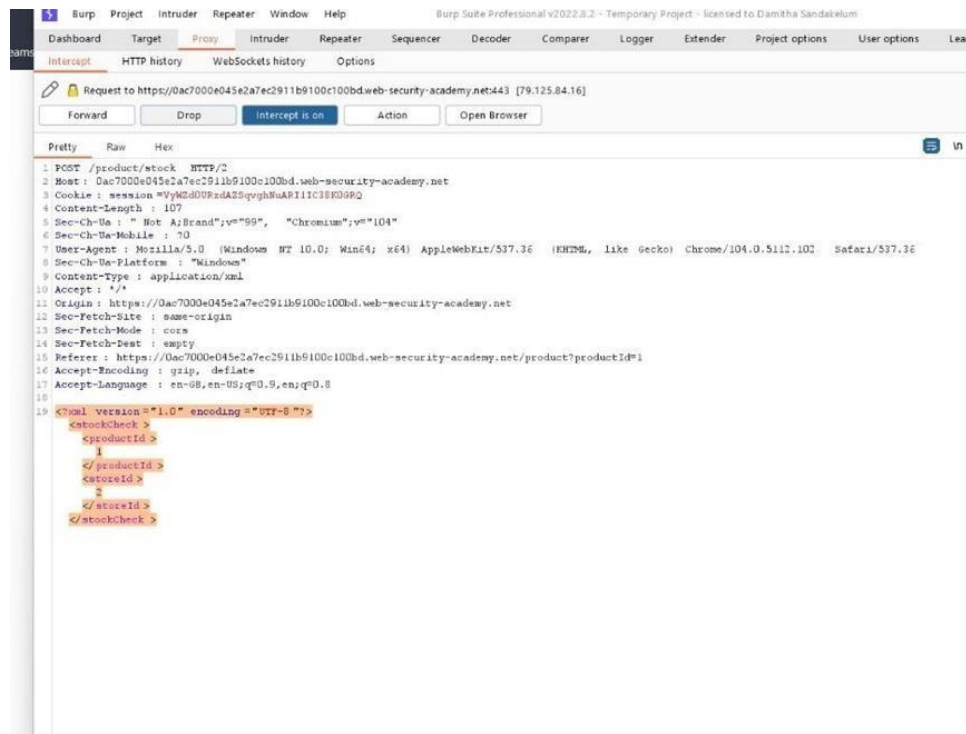 Burp Project Intruder Repeater Window Help Burp Suite Professional v2022.8.2 - Temporary Project - licensed to Damitha Sandakelum
Dashboard Target Proxy Intruder Repeater Sequencer Decoder Comparer Logger Extender Project options User options Lea
eams
Intercept HTTP history WebSockets history Options
Request to https://0ac7000e045e2a7ec2911b9100c100bd.web-security-academy.net:443 [79.125.84.16]
Forward Drop Intercept is on Action Open Browser
Pretty Raw Hex \n
1 POST /product/stock HTTP/2
2 Host : 0ac7000e045e2a7ec2911b9100c100bd.web-security-academy.net
3 Cookie : session =
4 Content-Length : 107
5 Sec-Ch-Ua : " Not A;Brand";v="99", "Chromium";v="104"
6 Sec-Ch-Ua-Mobile : ?0
7 User-Agent : Mozilla/5.0 (Windows NT 10.0; Win64; x64) AppleWebKit/537.36 (KHTML, like Gecko) Chrome/104.0.5112.102 Safari/537.36
8 Sec-Ch-Ua-Platform : "Windows"
9 Content-Type : application/xml
10 Accept : */*
11 Origin : https://0ac7000e045e2a7ec2911b9100c100bd.web-security-academy.net
12 Sec-Fetch-Site : same-origin
13 Sec-Fetch-Mode : cors
14 Sec-Fetch-Dest : empty
15 Referer : https://0ac7000e045e2a7ec2911b9100c100bd.web-security-academy.net/product?productId=1
16 Accept-Encoding : gzip, deflate
17 Accept-Language : en-GB,en-US;q=0.9,en;q=0.8
18
19 <?xml version ="1.0" encoding ="UTF-8 "?>
<stockCheck >
<productId >
1
</productId >
<storeId >
2
</storeId >
</stockCheck >